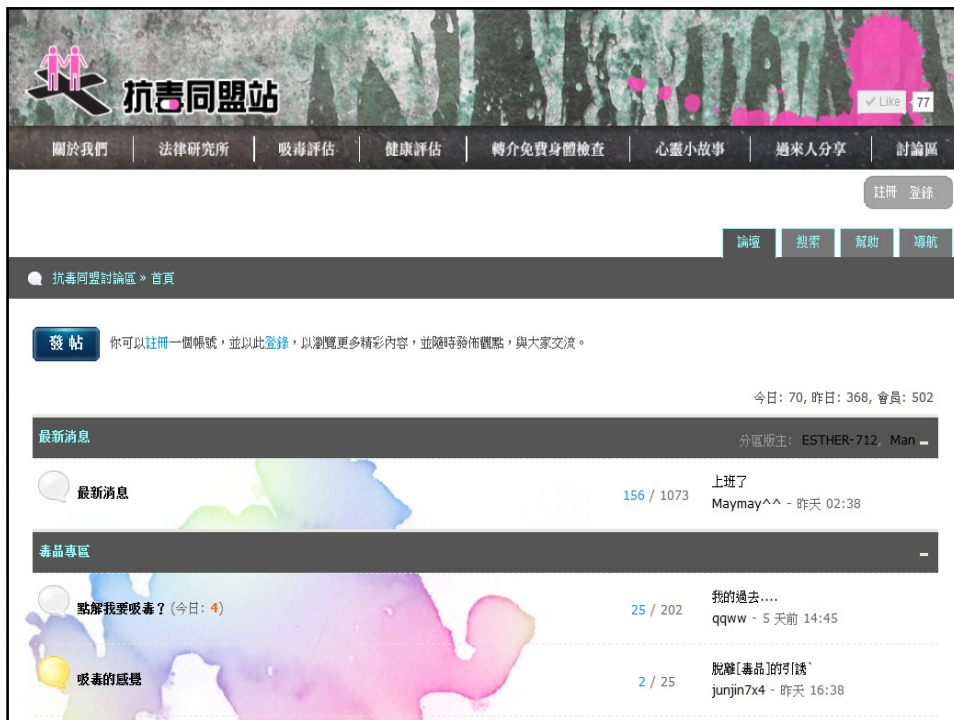 抗毒同盟站
Like 77
關於我們 法律研究所 吸毒評估 健康評估 轉介免費身體檢查 心靈小故事 過來人分享 討論區
註冊 登錄
論壇 搜索 幫助 導航
抗毒同盟討論區 » 首頁
發帖 你可以註冊一個帳號，並以此登錄，以瀏覽更多精彩內容，並隨時發佈觀點，與大家交流。
今日: 70, 昨日: 368, 會員: 502
最新消息 分區版主: ESTHER-712, Man
最新消息 156 / 1073 上班了
Maymay^^ - 昨天 02:38
毒品專區
點解我要吸毒？ (今日: 4) 25 / 202 我的過去....
qqww - 5 天前 14:45
吸毒的感覺 2 / 25 脫離[毒品]的引誘`
junjin7x4 - 昨天 16:38